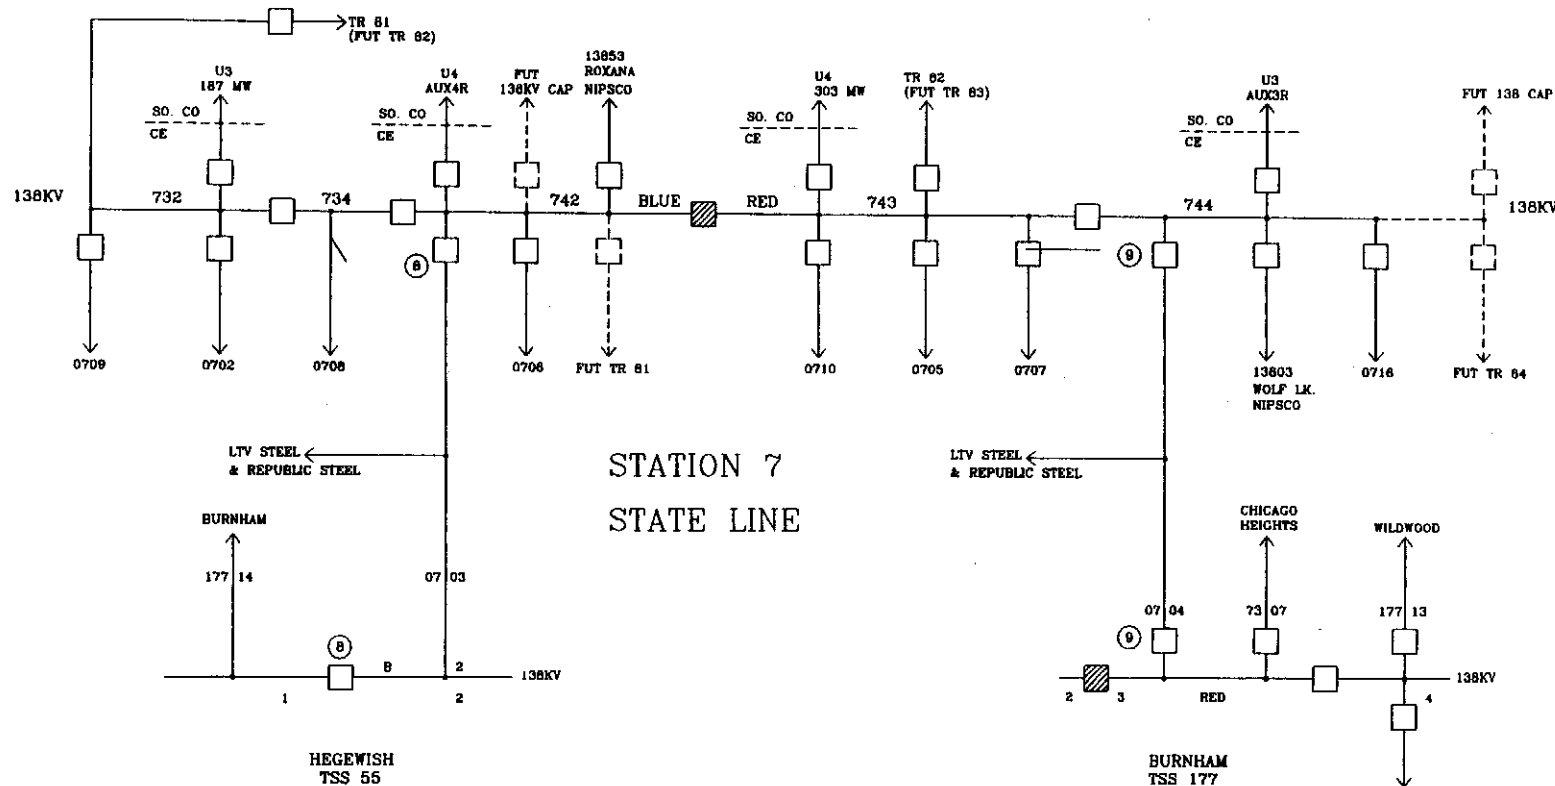 TR 81
(FUT TR 82)
U3
187 MW
SO. CO
CE
U4
AUX4R
SO. CO
CE
FUT
138KV CAP
13853
ROXANA
NIPSCO
U4
303 MW
SO. CO
CE
TR 82
(FUT TR 83)
U3
AUX3R
SO. CO
CE
FUT 138 CAP
138KV
732
734
742
BLUE
RED
743
744
138KV
8
9
0709
0702
0708
0706
FUT TR 81
0710
0705
0707
13803
WOLF LK.
NIPSCO
0716
FUT TR 84
LTV STEEL
& REPUBLIC STEEL
STATION 7
STATE LINE
LTV STEEL
& REPUBLIC STEEL
BURNHAM
177 14
07 03
8
B
2
138KV
1
2
HEGEWISH
TSS 55
CHICAGO
HEIGHTS
WILDWOOD
07 04
73 07
177 13
9
138KV
2
3
RED
4
BURNHAM
TSS 177